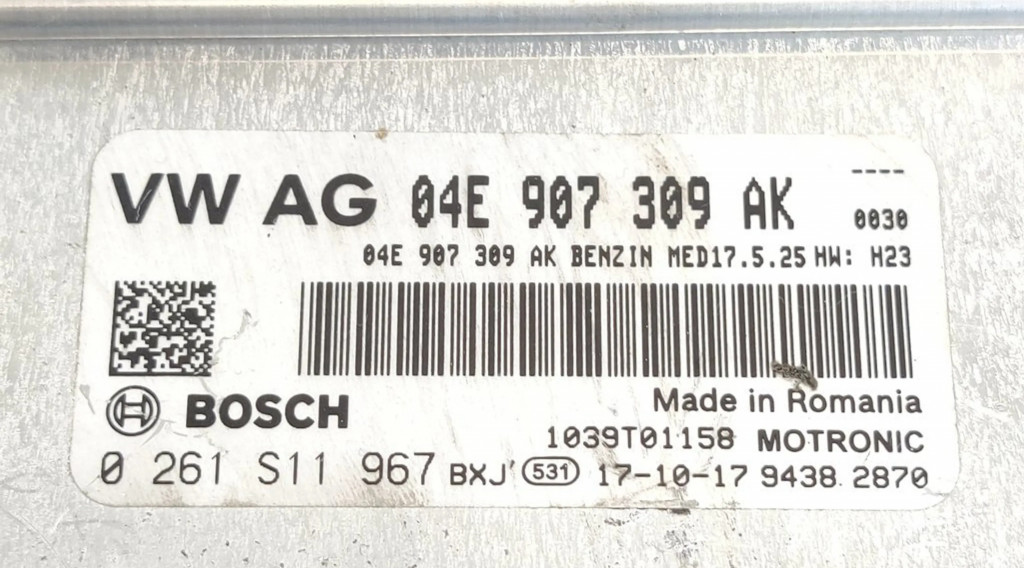 VW AG 04E 907 309 AK ---- 0030
04E 907 309 AK BENZIN MED17.5.25 HW: H23
BOSCH
Made in Romania
1039T01158 MOTRONIC
0 261 S11 967 BXJ' 531 17-10-17 9438 2870